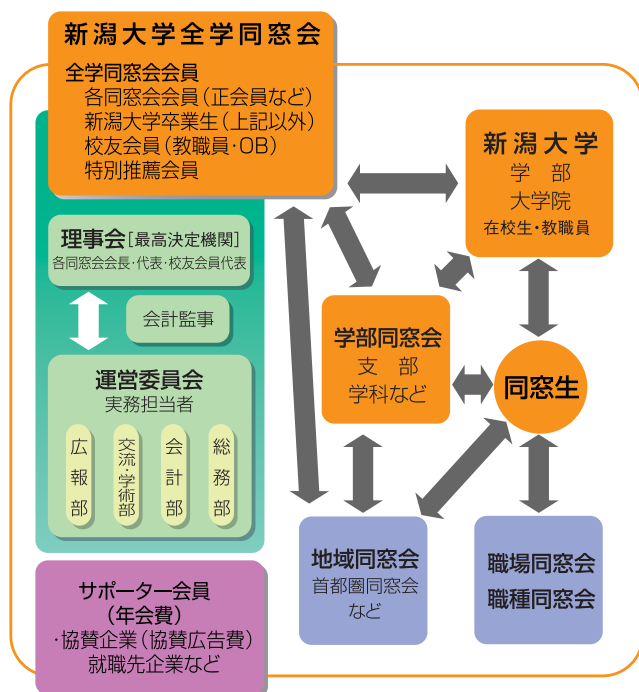 新潟大学全学同窓会
全学同窓会会員
各同窓会会員(正会員など)
新潟大学卒業生(上記以外)
校友会員(教職員・OB)
特別推薦会員
理事会[最高決定機関]
各同窓会会長・代表・校友会員代表
会計監事
運営委員会
実務担当者
広報部
交流・学術部
会計部
総務部
サポーター会員
(年会費)
・協賛企業(協賛広告費)
就職先企業など
新潟大学
学部
大学院
在校生・教職員
学部同窓会
支部
学科など
同窓生
地域同窓会
首都圏同窓会
など
職場同窓会
職種同窓会